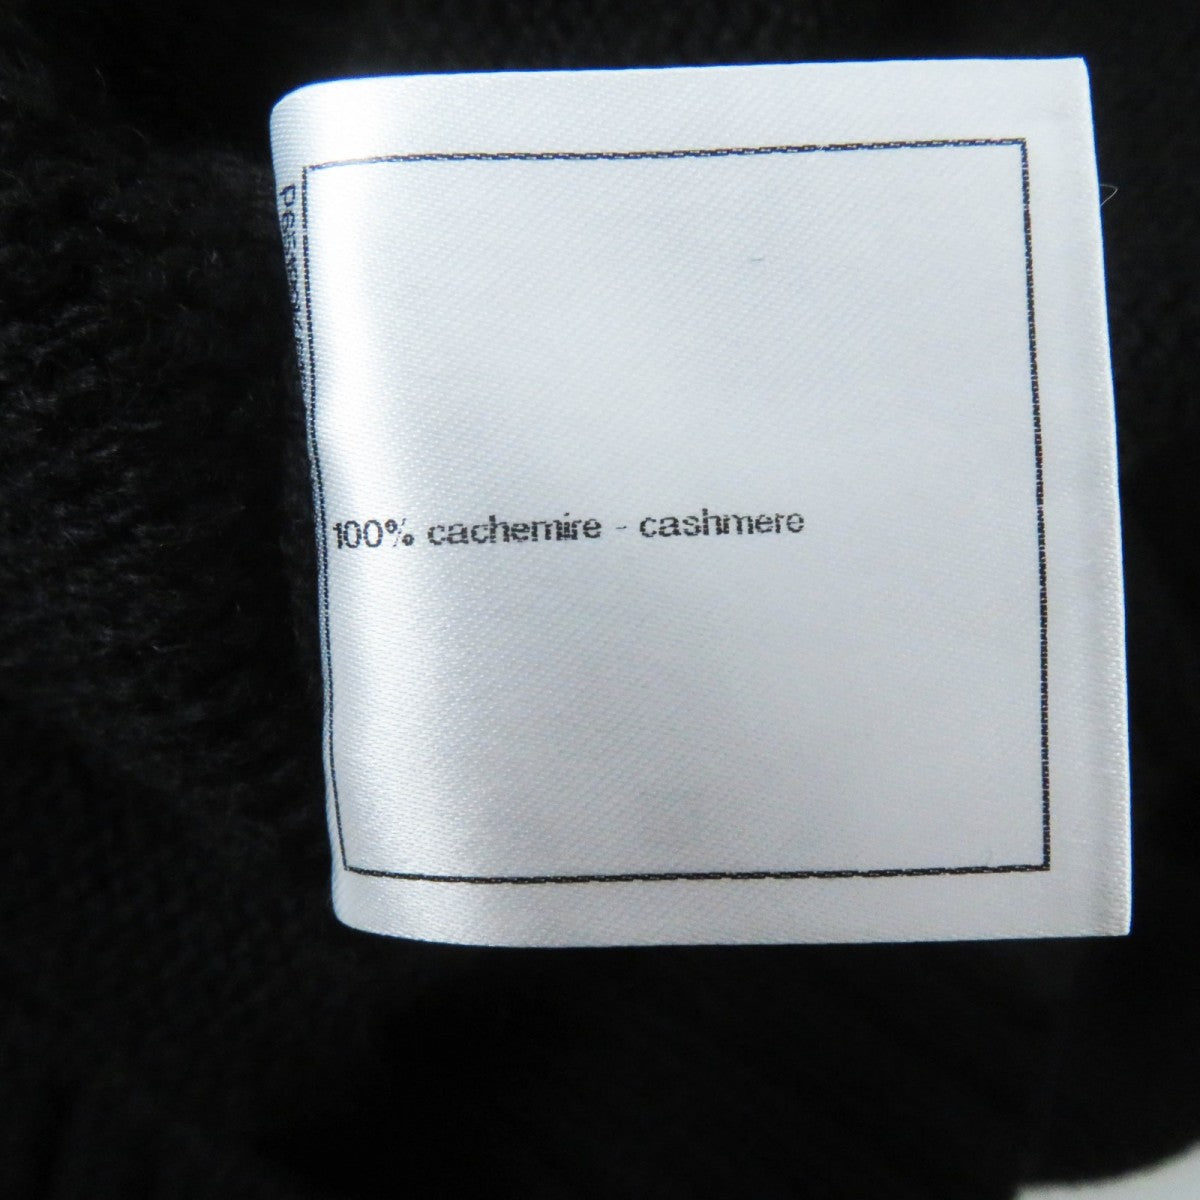 100% cachemire - cashmere